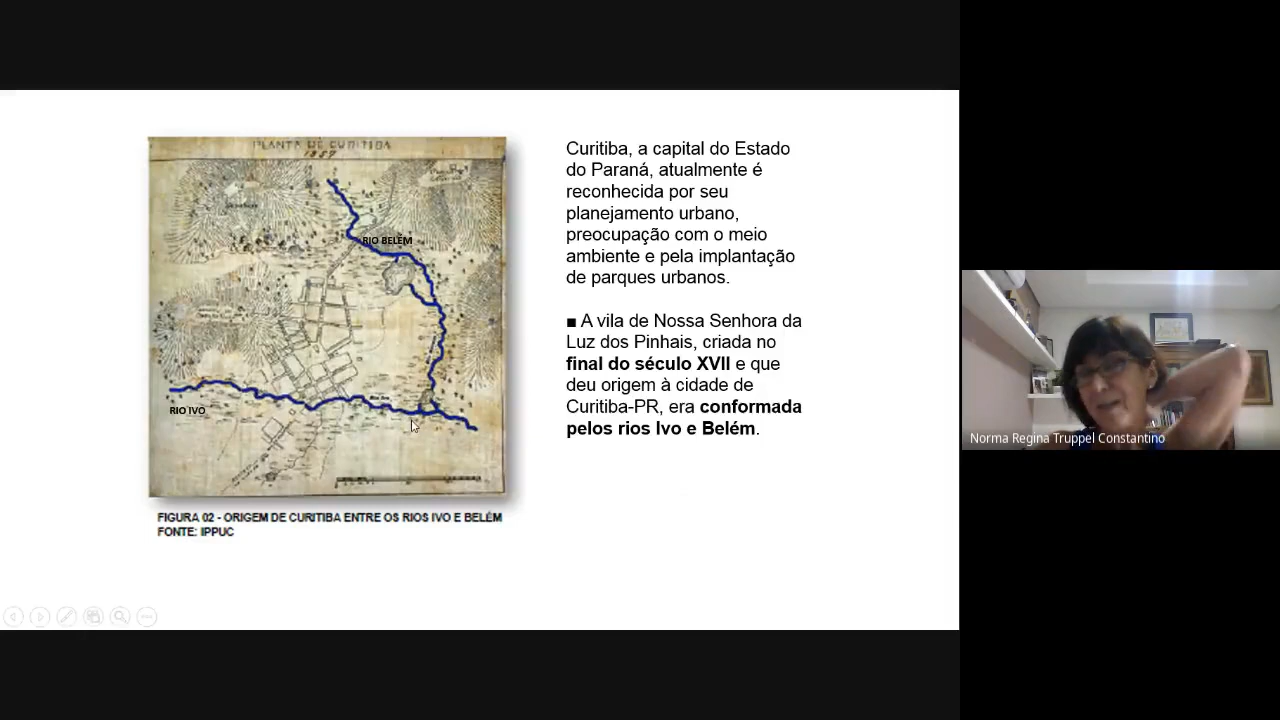 PLANTA DE CURITIBA
1857
RIO BELÉM
RIO IVO
FIGURA 02 - ORIGEM DE CURITIBA ENTRE OS RIOS IVO E BELÉM
FONTE: IPPUC
Curitiba, a capital do Estado
do Paraná, atualmente é
reconhecida por seu
planejamento urbano,
preocupação com o meio
ambiente e pela implantação
de parques urbanos.
■ A vila de Nossa Senhora da
Luz dos Pinhais, criada no
final do século XVII e que
deu origem à cidade de
Curitiba-PR, era conformada
pelos rios Ivo e Belém.
Norma Regina Truppel Constantino